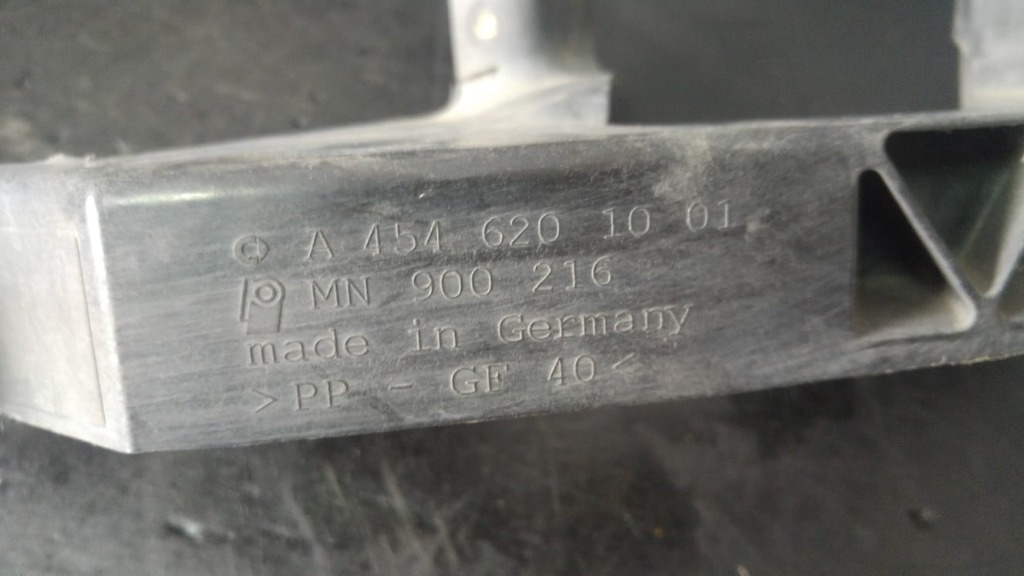 A 454 620 10 01
MN 900 216
made in Germany
>PP - GF 40<